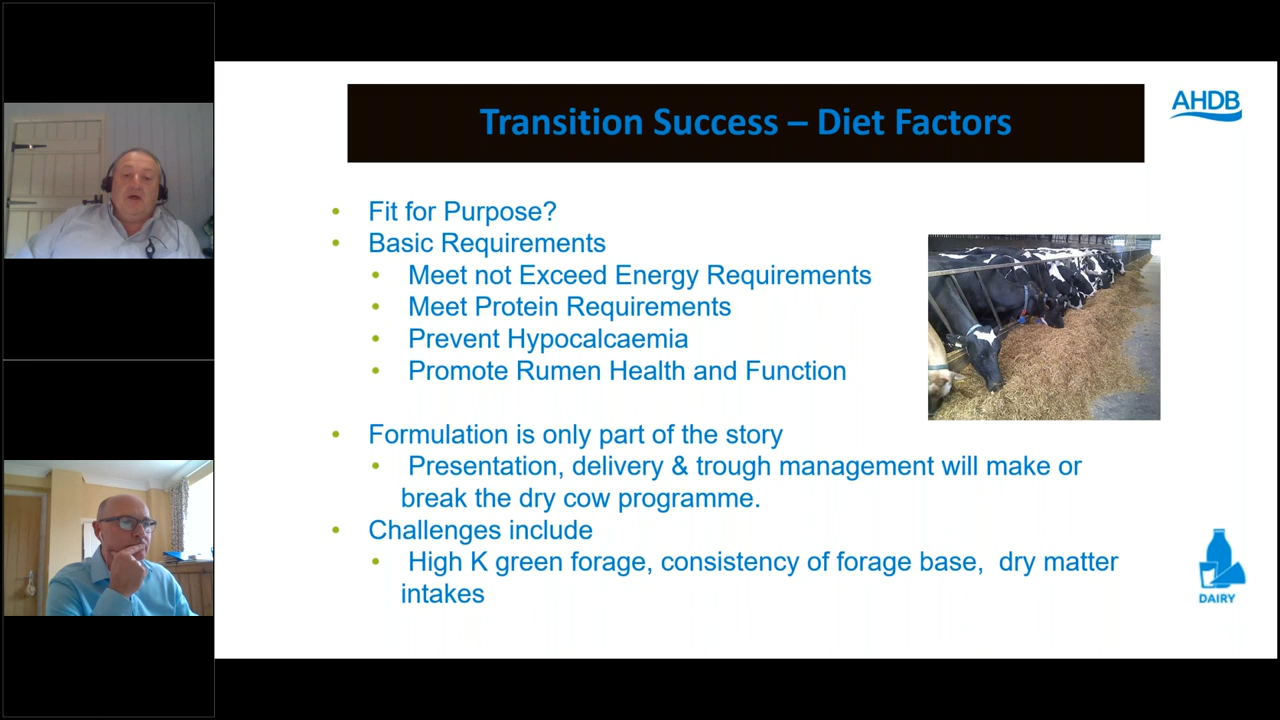 Transition Success – Diet Factors
AHDB
• Fit for Purpose?
• Basic Requirements
• Meet not Exceed Energy Requirements
• Meet Protein Requirements
• Prevent Hypocalcaemia
• Promote Rumen Health and Function
• Formulation is only part of the story
• Presentation, delivery & trough management will make or
break the dry cow programme.
• Challenges include
• High K green forage, consistency of forage base,  dry matter
intakes
DAIRY